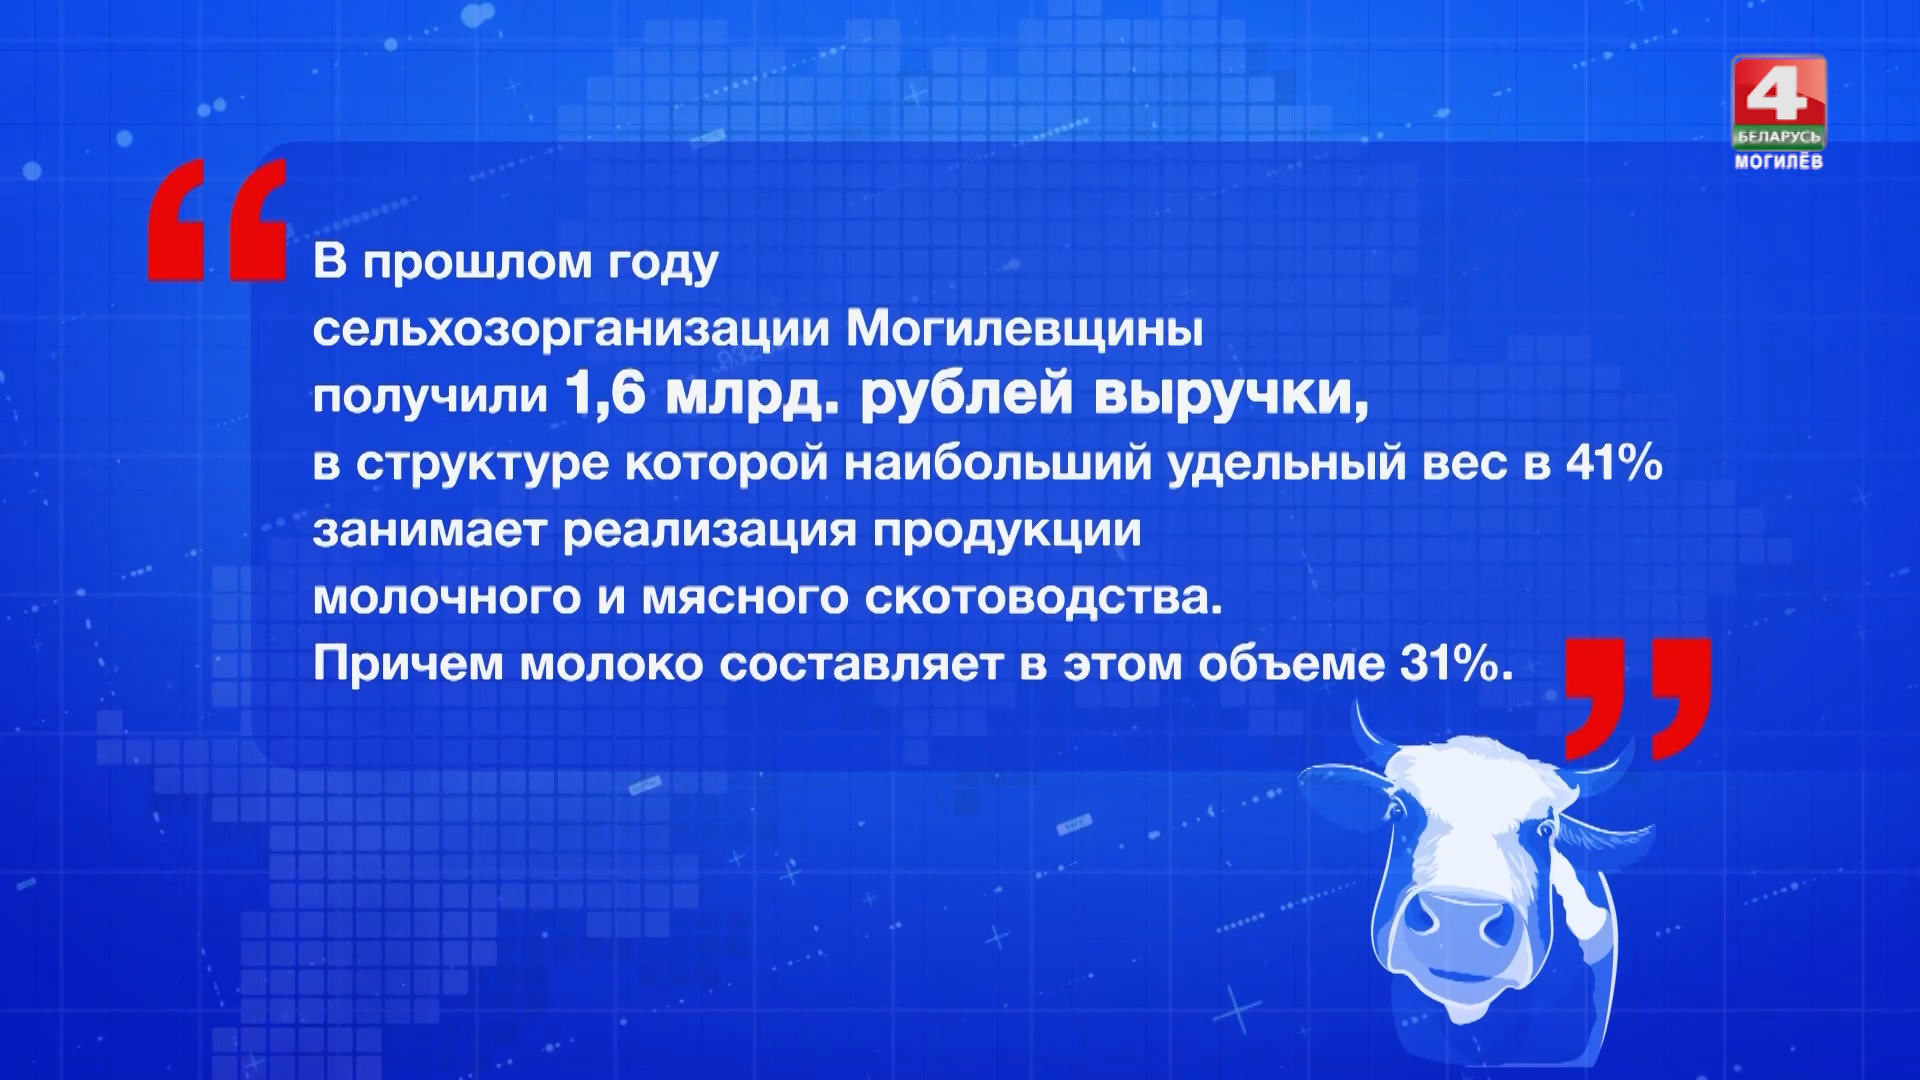 4
БЕЛАРУСЬ
МОГИЛЁВ
В прошлом году
сельхозорганизации Могилевщины
получили 1,6 млрд. рублей выручки,
в структуре которой наибольший удельный вес в 41%
занимает реализация продукции
молочного и мясного скотоводства.
Причем молоко составляет в этом объеме 31%.